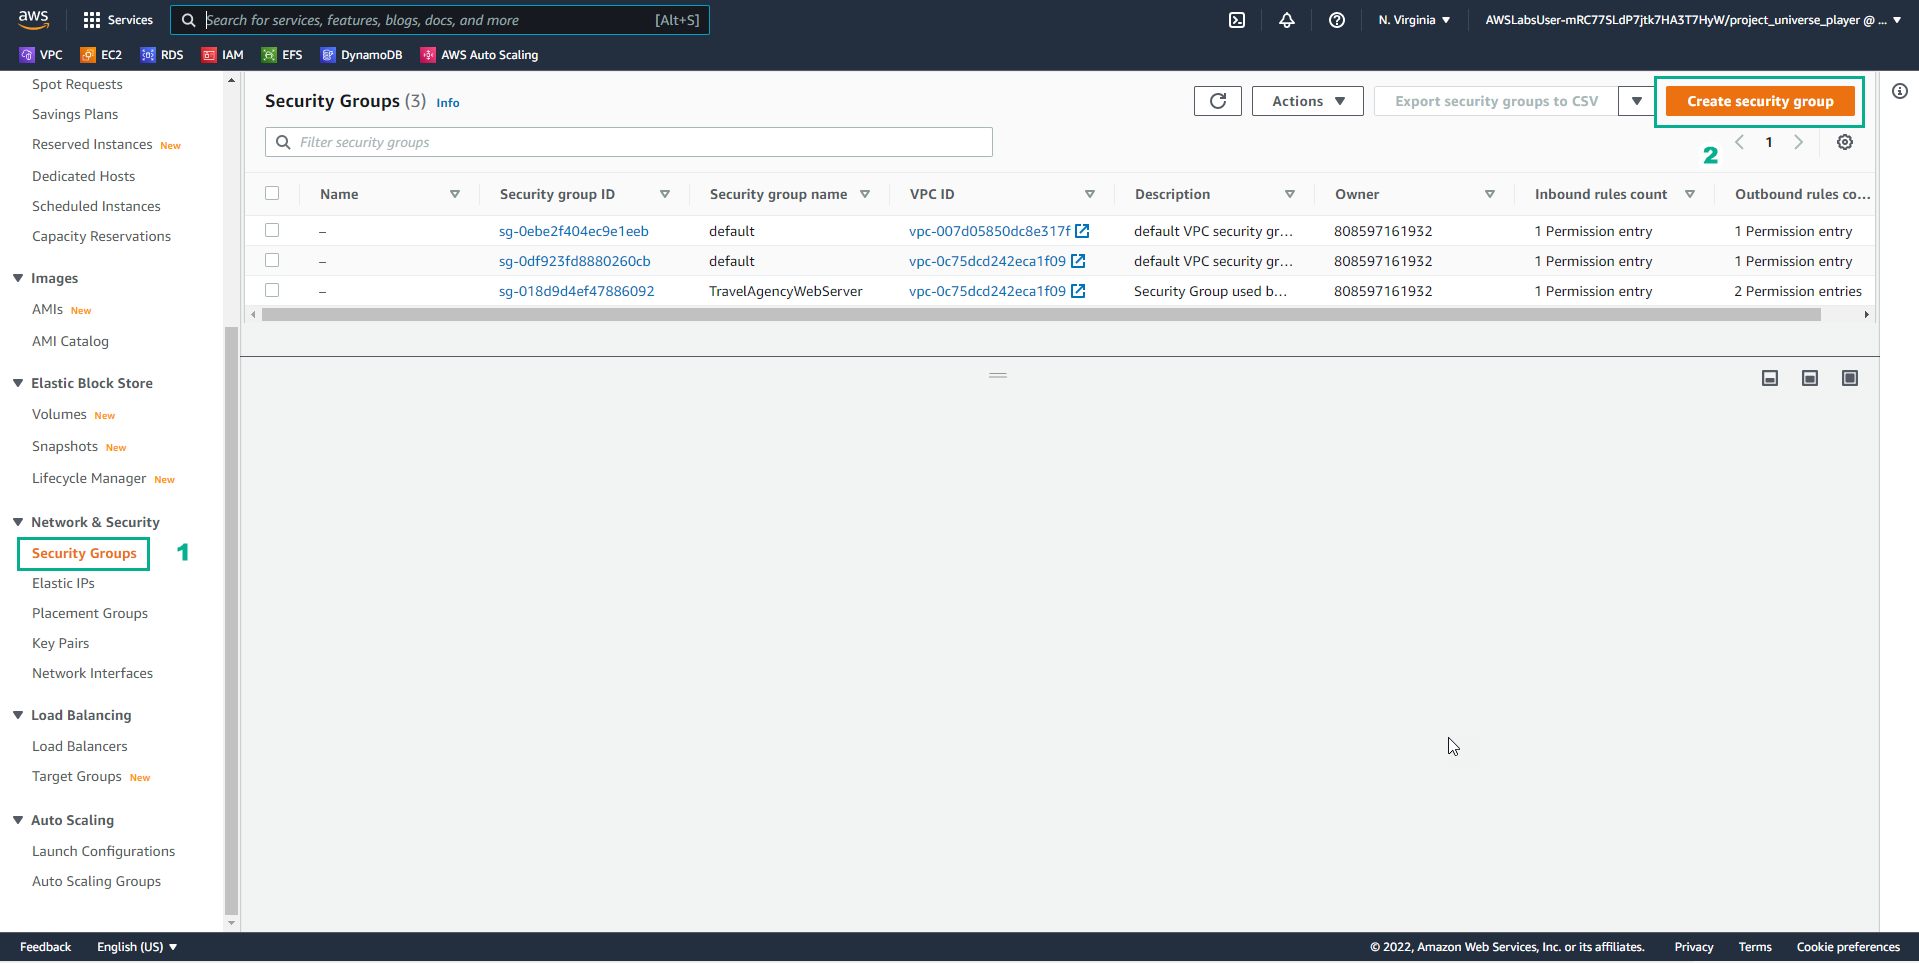 aws
Services
Search for services, features, blogs, docs, and more
[Alt+S]
N. Virginia
AWSLabsUser-mRC77SLdP7jtk7HA3T7HyW/project_universe_player @ ...
VPC
EC2
RDS
IAM
EFS
DynamoDB
AWS Auto Scaling
Spot Requests
Savings Plans
Reserved Instances New
Dedicated Hosts
Scheduled Instances
Capacity Reservations
Images
AMIs New
AMI Catalog
Elastic Block Store
Volumes New
Snapshots New
Lifecycle Manager New
Network & Security
Security Groups 1
Elastic IPs
Placement Groups
Key Pairs
Network Interfaces
Load Balancing
Load Balancers
Target Groups New
Auto Scaling
Launch Configurations
Auto Scaling Groups
Security Groups (3) Info
Actions
Export security groups to CSV
Create security group
Filter security groups
2
1
Name Security group ID Security group name VPC ID Description Owner Inbound rules count Outbound rules co...
– sg-0ebe2f404ec9e1eeb default vpc-007d05850dc8e317f default VPC security gr... 808597161932 1 Permission entry 1 Permission entry
– sg-0df923fd8880260cb default vpc-0c75dcd242eca1f09 default VPC security gr... 808597161932 1 Permission entry 1 Permission entry
– sg-018d9d4ef47886092 TravelAgencyWebServer vpc-0c75dcd242eca1f09 Security Group used b... 808597161932 1 Permission entry 2 Permission entries
Feedback
English (US)
© 2022, Amazon Web Services, Inc. or its affiliates.
Privacy
Terms
Cookie preferences